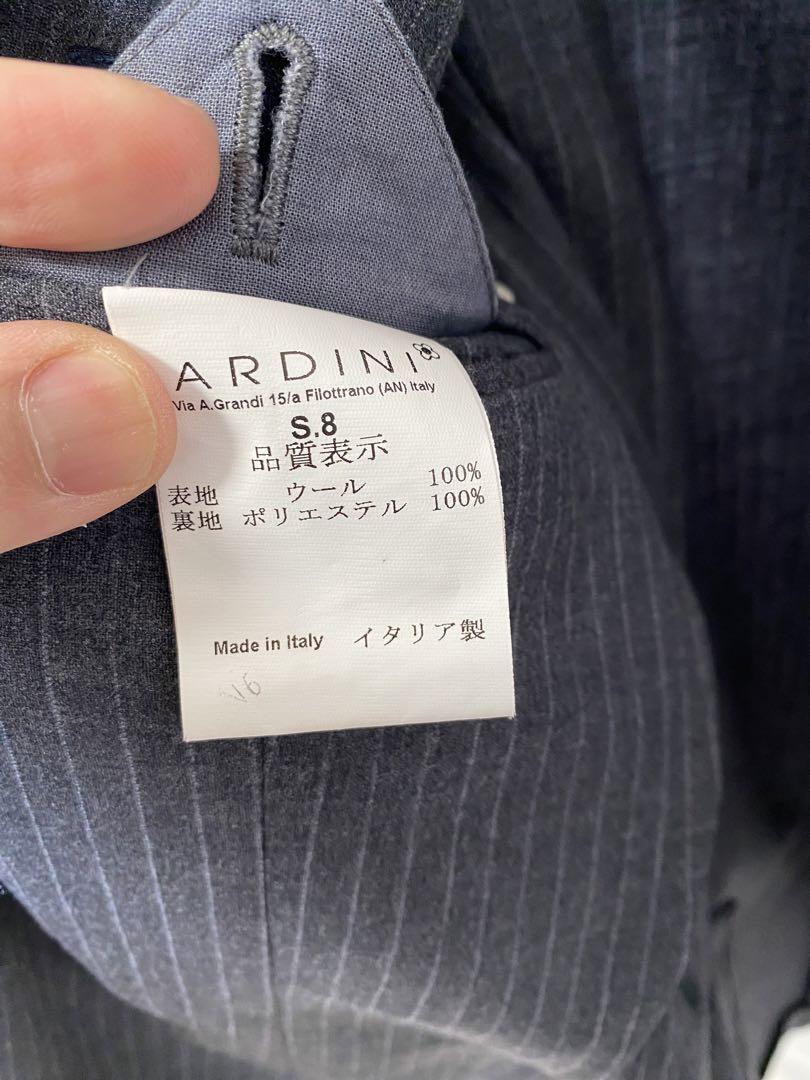 ARDINI
Via A.Grandi 15/a Filottrano (AN) Italy
S.8
品質表示
表地 ウール 100%
裏地 ポリエステル 100%
Made in Italy イタリア製